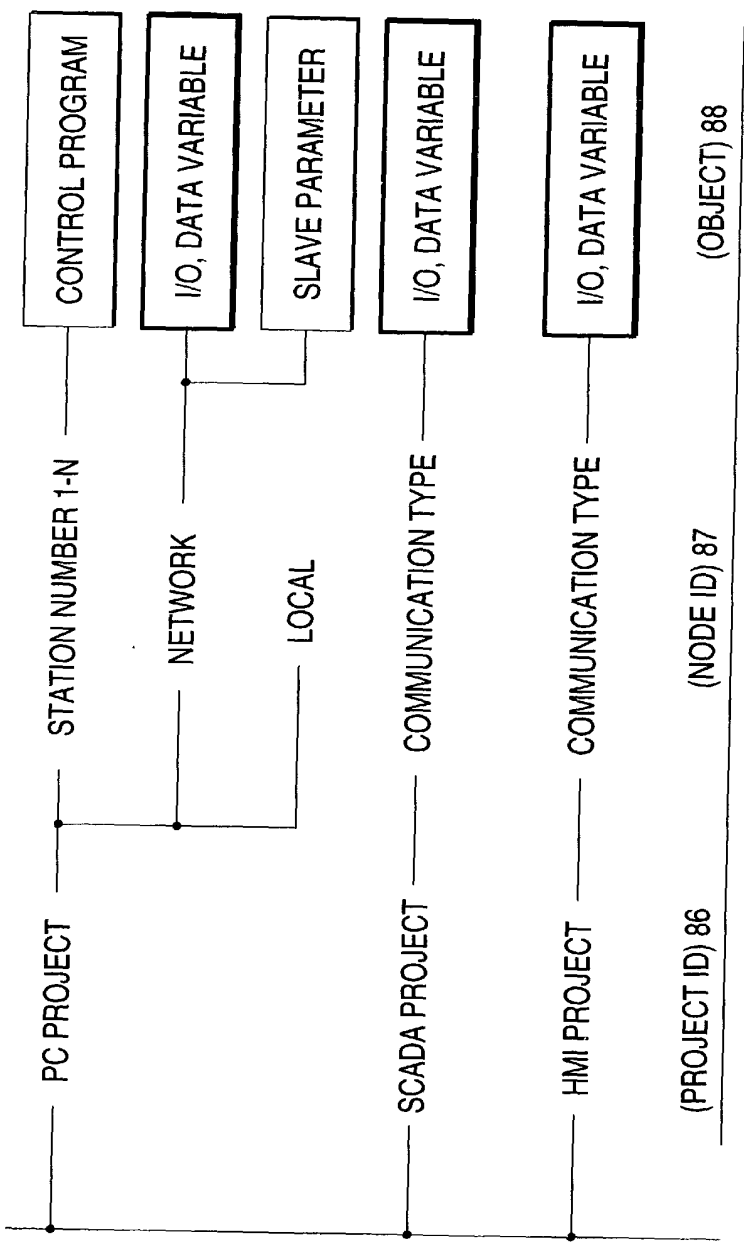 PC PROJECT
STATION NUMBER 1-N
CONTROL PROGRAM
NETWORK
I/O, DATA VARIABLE
SLAVE PARAMETER
LOCAL
SCADA PROJECT
COMMUNICATION TYPE
I/O, DATA VARIABLE
HMI PROJECT
COMMUNICATION TYPE
I/O, DATA VARIABLE
(PROJECT ID) 86
(NODE ID) 87
(OBJECT) 88